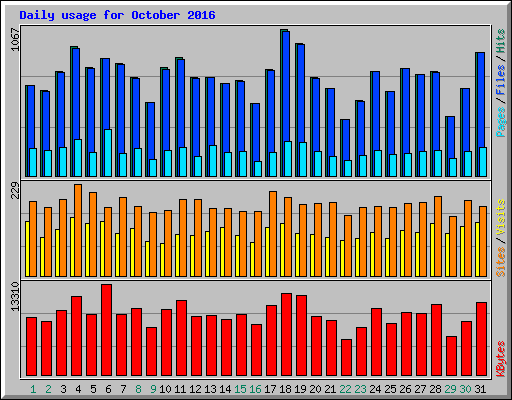 Daily usage for October 2016
1067
Pages/Files/Hits
229
Sites/Visits
13310
KBytes
1 2 3 4 5 6 7 8 9 10 11 12 13 14 15 16 17 18 19 20 21 22 23 24 25 26 27 28 29 30 31